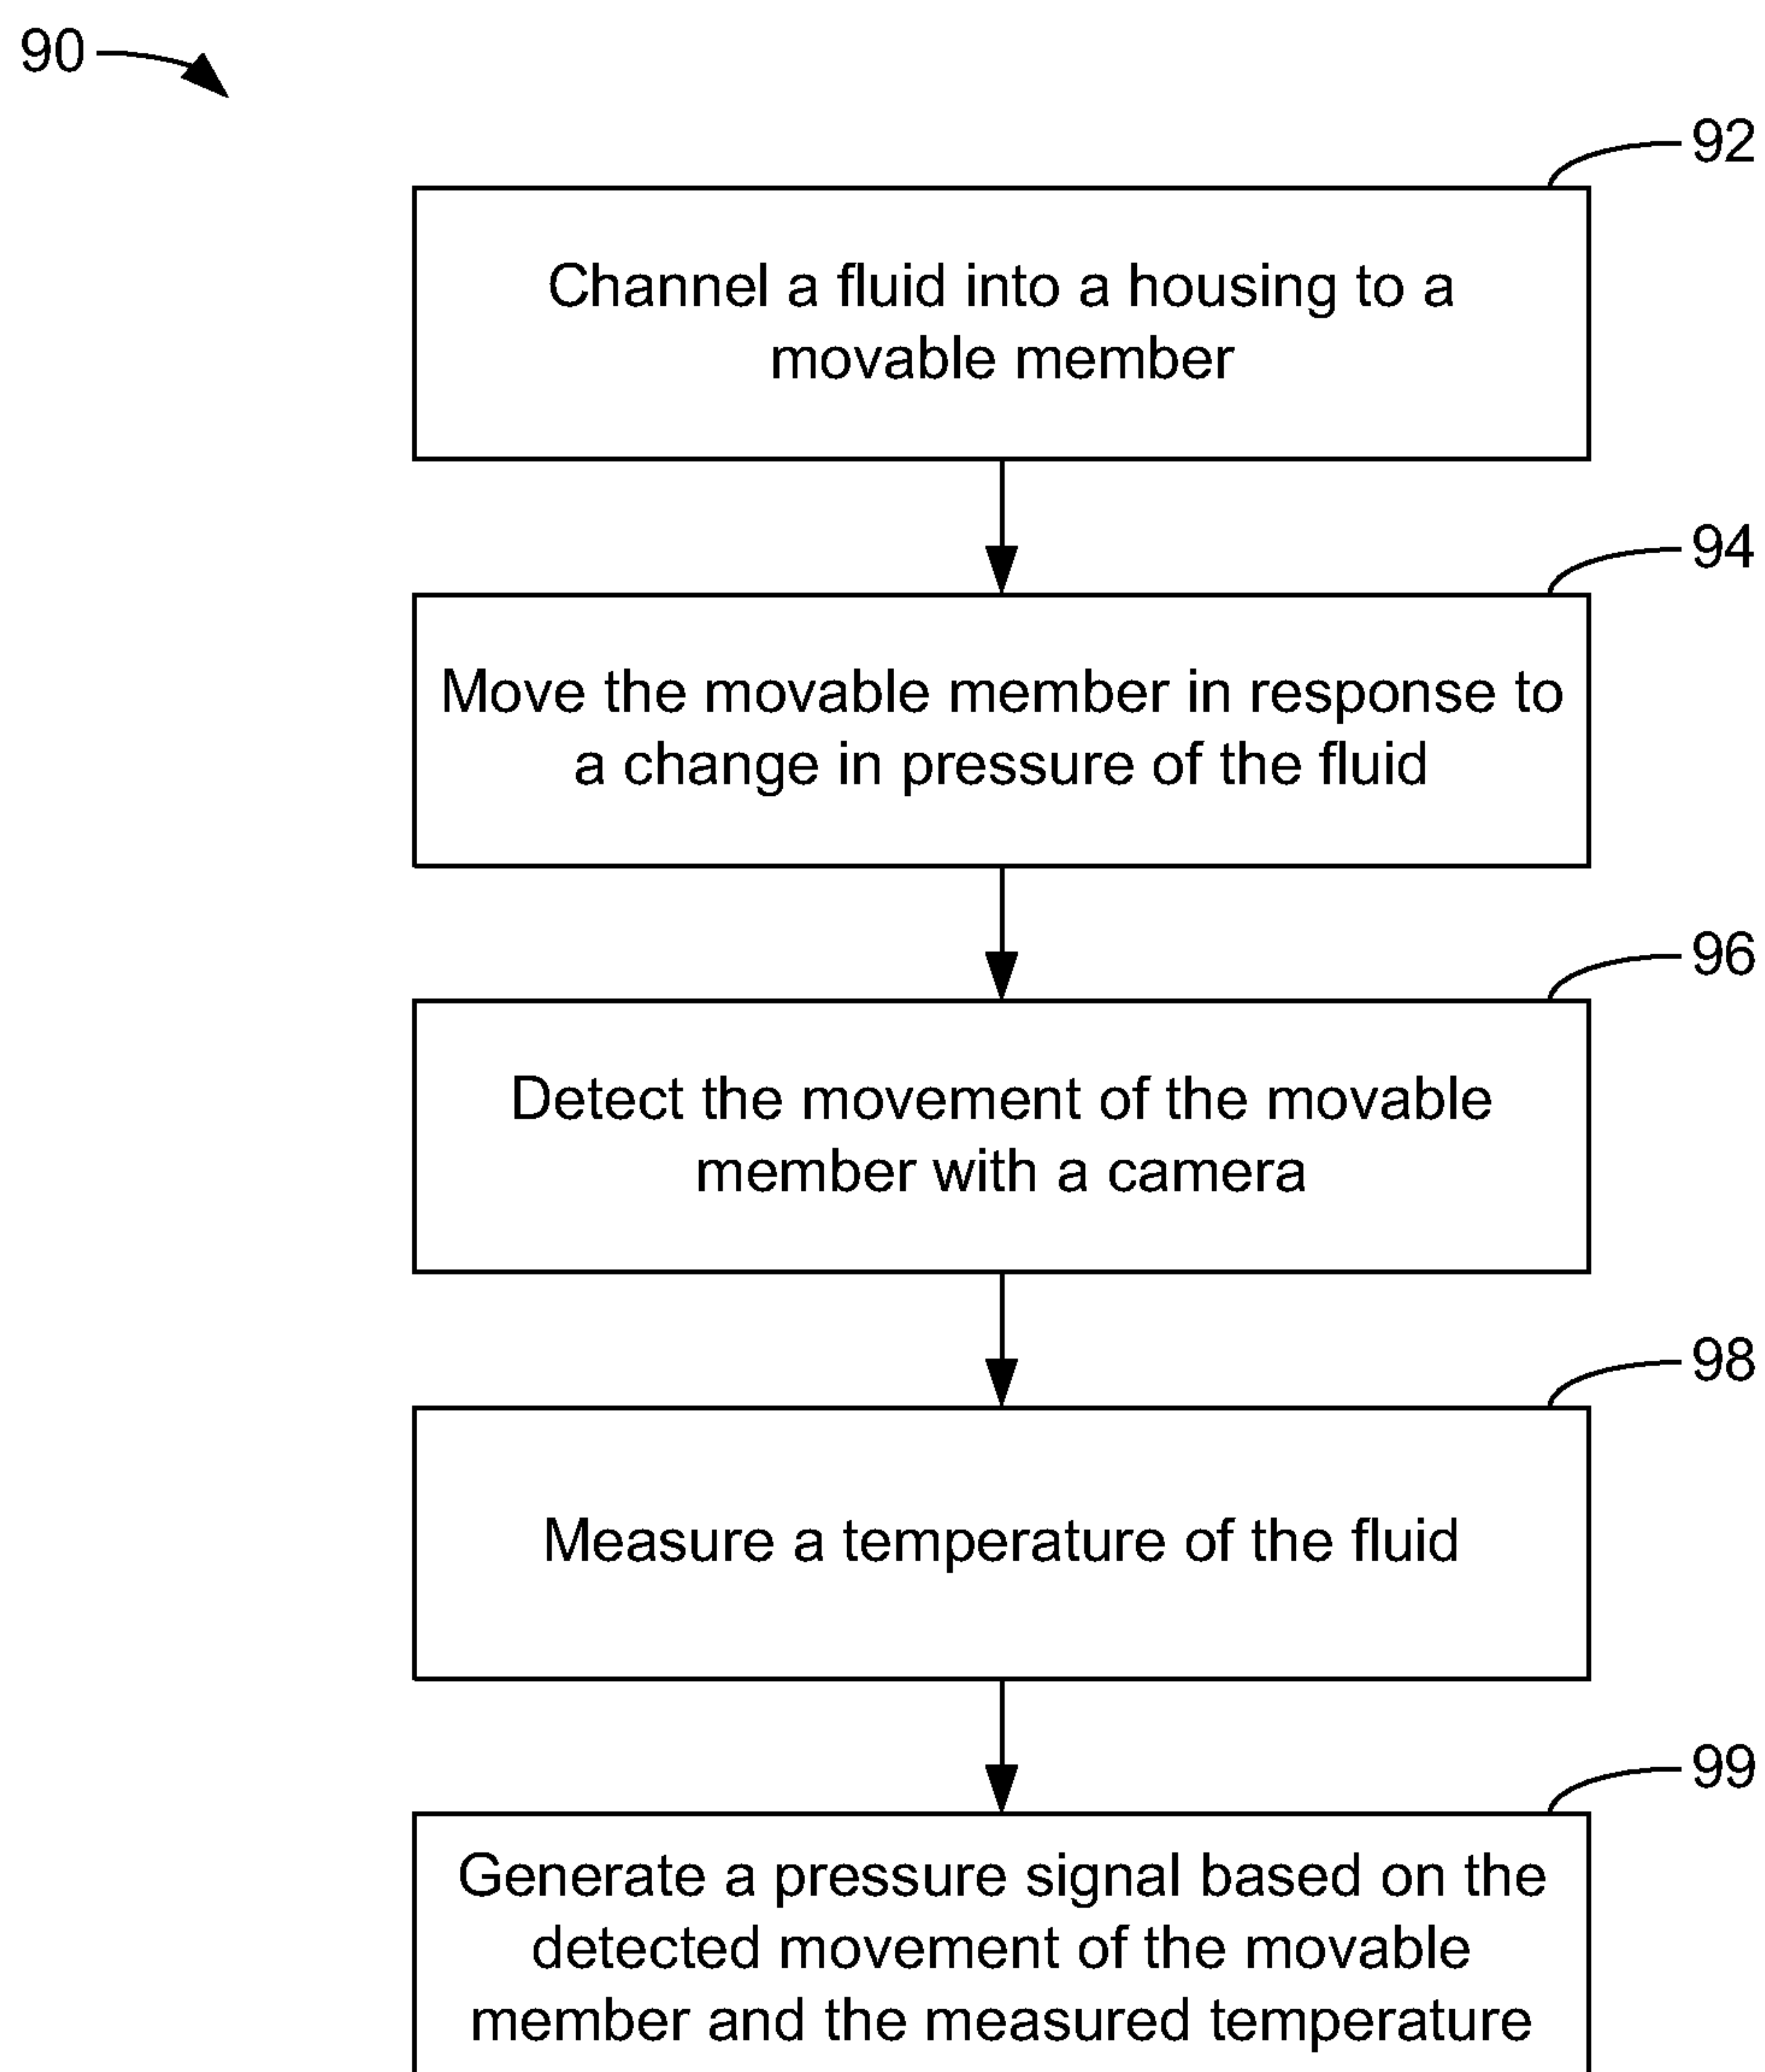 90
92
Channel a fluid into a housing to a
movable member
94
Move the movable member in response to
a change in pressure of the fluid
96
Detect the movement of the movable
member with a camera
98
Measure a temperature of the fluid
99
Generate a pressure signal based on the
detected movement of the movable
member and the measured temperature